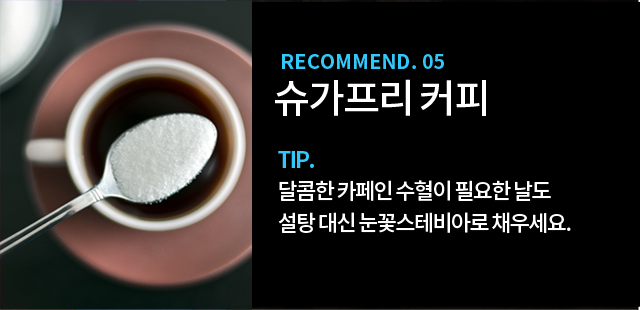 RECOMMEND. 05
슈가프리 커피
TIP.
달콤한 카페인 수혈이 필요한 날도
설탕 대신 눈꽃스테비아로 채우세요.